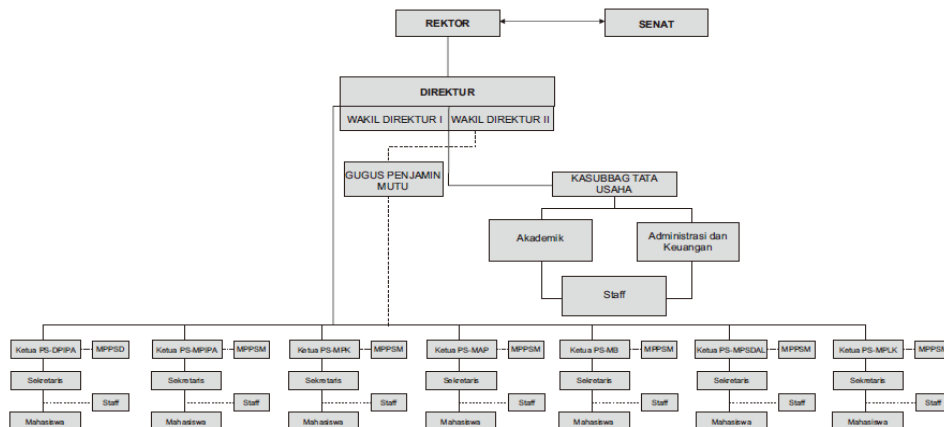 REKTOR
SENAT
DIREKTUR
WAKIL DIREKTUR I
WAKIL DIREKTUR II
GUGUS PENJAMIN
MUTU
KASUBBAG TATA
USAHA
Akademik
Administrasi dan
Keuangan
Staff
Ketua PS-DPIPA
MPPSD
Ketua PS-MPIPA
MPPSM
Ketua PS-MPK
MPPSM
Ketua PS-MAP
MPPSM
Ketua PS-MB
MPPSM
Ketua PS-MPSDAL
MPPSM
Ketua PS-MPLK
MPPSM
Sekretaris
Sekretaris
Sekretaris
Sekretaris
Sekretaris
Sekretaris
Sekretaris
Staff
Staff
Staff
Staff
Staff
Staff
Staff
Mahasiswa
Mahasiswa
Mahasiswa
Mahasiswa
Mahasiswa
Mahasiswa
Mahasiswa